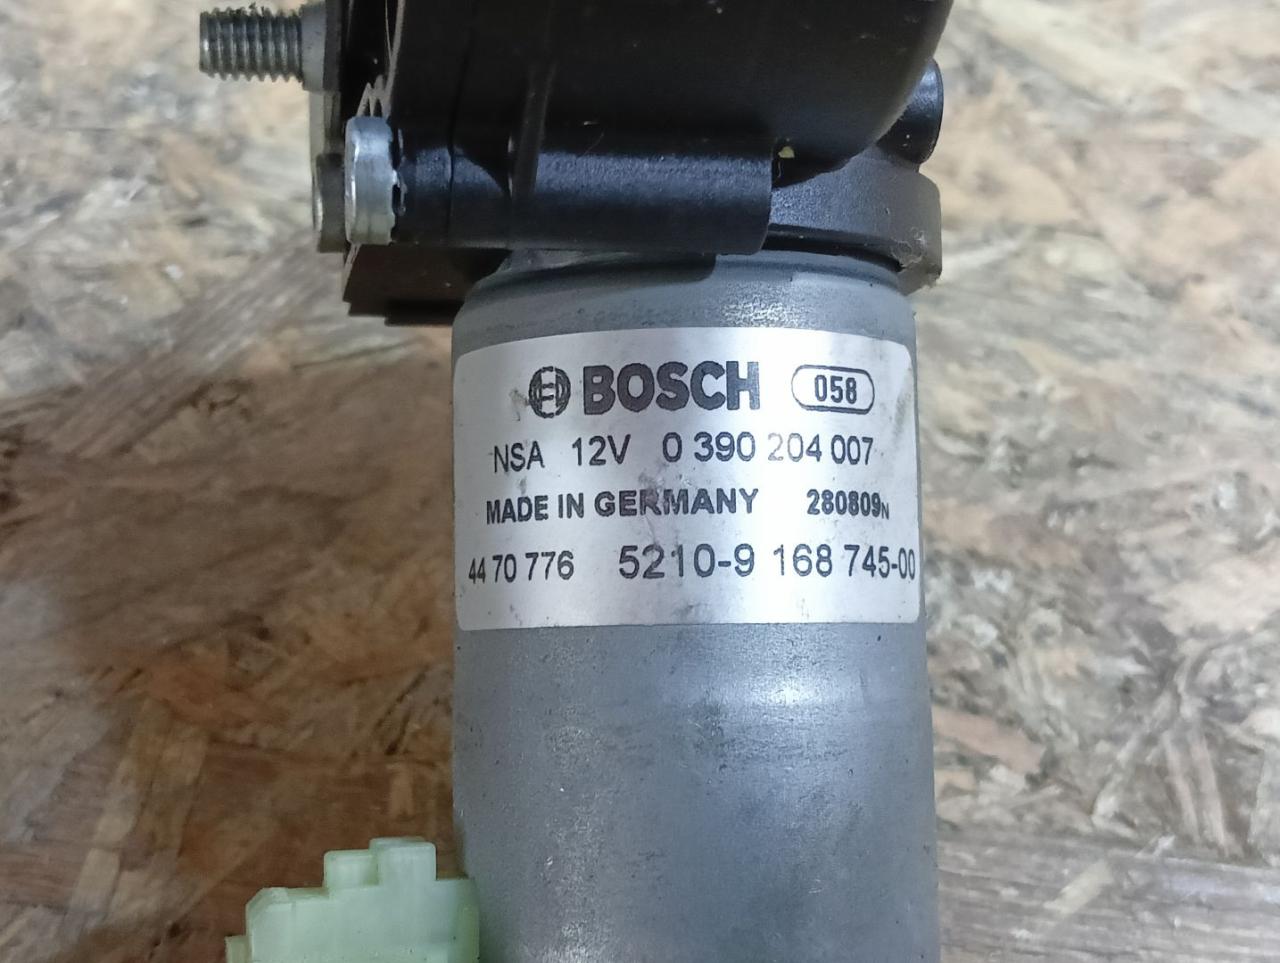 BOSCH 058
NSA 12V 0 390 204 007
MADE IN GERMANY 280809N
44 70 776 5210-9 168 745-00